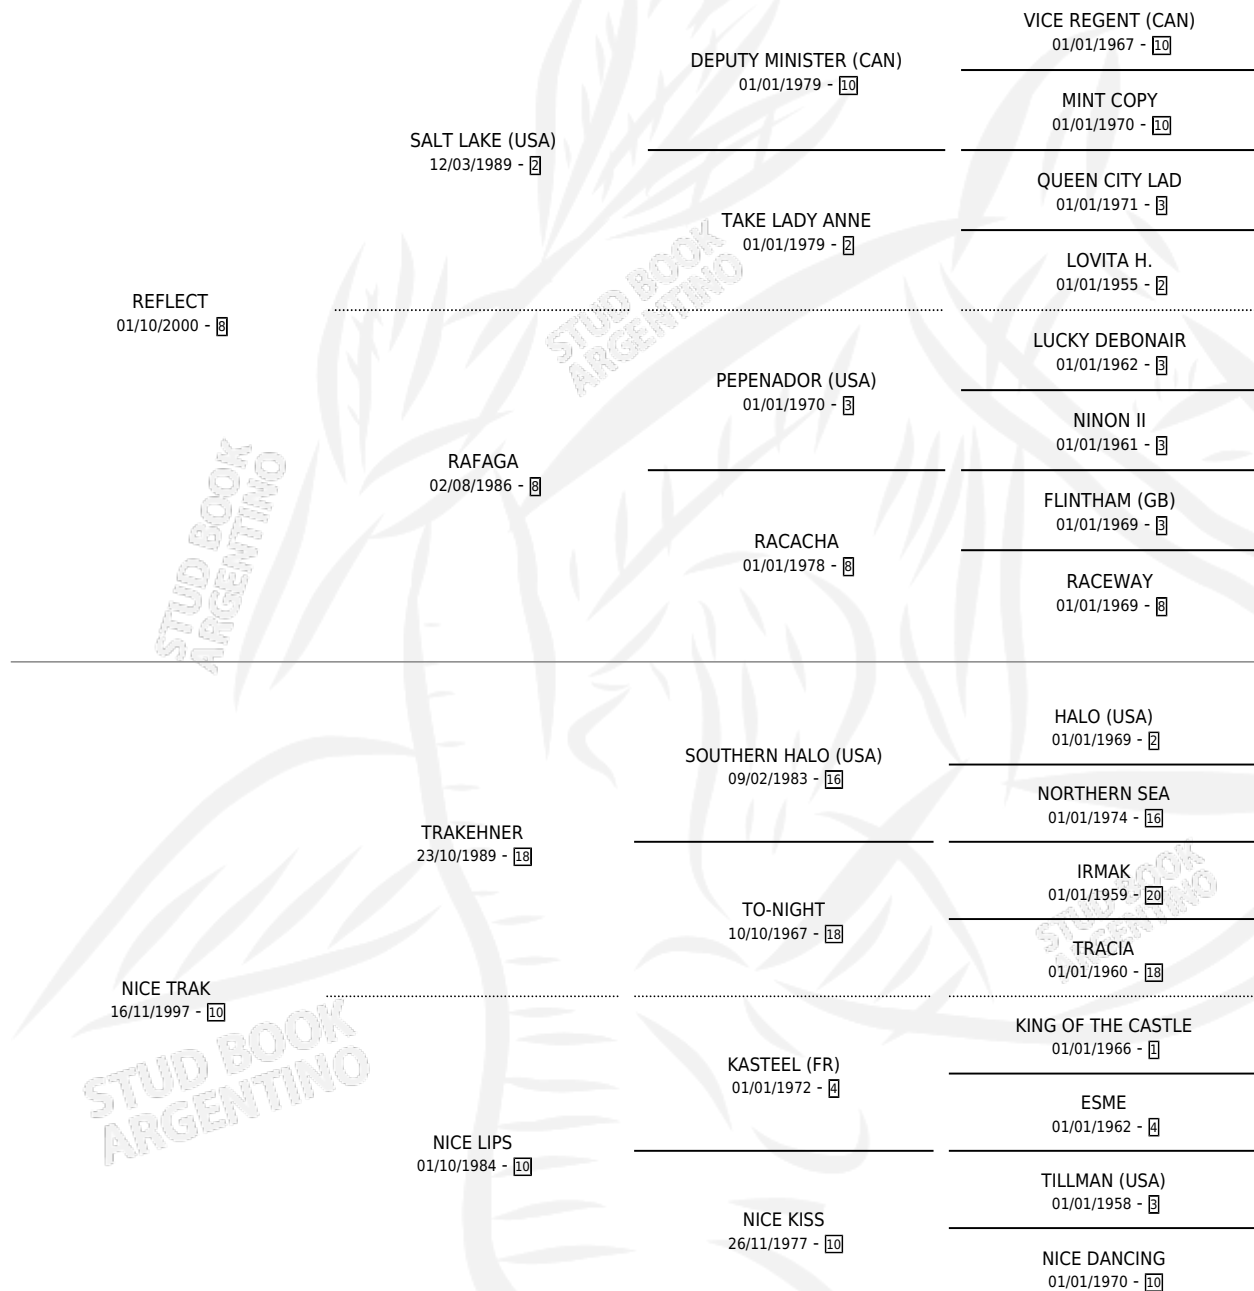 VICE REGENT (CAN)
01/01/1967 - 10
DEPUTY MINISTER (CAN)
01/01/1979 - 10
MINT COPY
01/01/1970 - 10
SALT LAKE (USA)
12/03/1989 - 2
QUEEN CITY LAD
01/01/1971 - 3
TAKE LADY ANNE
01/01/1979 - 2
LOVITA H.
01/01/1955 - 2
REFLECT
01/10/2000 - 8
LUCKY DEBONAIR
01/01/1962 - 3
PEPENADOR (USA)
01/01/1970 - 3
NINON II
01/01/1961 - 3
RAFAGA
02/08/1986 - 8
FLINTHAM (GB)
01/01/1969 - 3
RACACHA
01/01/1978 - 8
RACEWAY
01/01/1969 - 8
HALO (USA)
01/01/1969 - 2
SOUTHERN HALO (USA)
09/02/1983 - 16
NORTHERN SEA
01/01/1974 - 16
TRAKEHNER
23/10/1989 - 18
IRMAK
01/01/1959 - 20
TO-NIGHT
10/10/1967 - 18
TRACIA
01/01/1960 - 18
NICE TRAK
16/11/1997 - 10
KING OF THE CASTLE
01/01/1966 - 1
KASTEEL (FR)
01/01/1972 - 4
ESME
01/01/1962 - 4
NICE LIPS
01/10/1984 - 10
TILLMAN (USA)
01/01/1958 - 3
NICE KISS
26/11/1977 - 10
NICE DANCING
01/01/1970 - 10
STUD BOOK
ARGENTINO
STUD BOOK
ARGENTINO
STUD BOOK
ARGENTINO
STUD BOOK
ARGENTINO